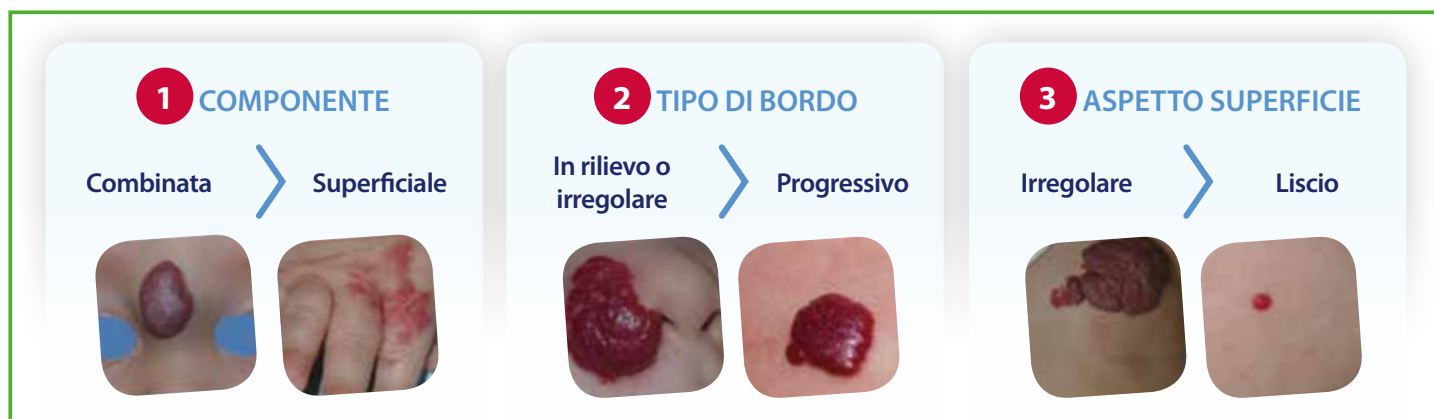 1 COMPONENTE
Combinata
Superficiale
2 TIPO DI BORDO
In rilievo o
irregolare
Progressivo
3 ASPETTO SUPERFICIE
Irregolare
Liscio